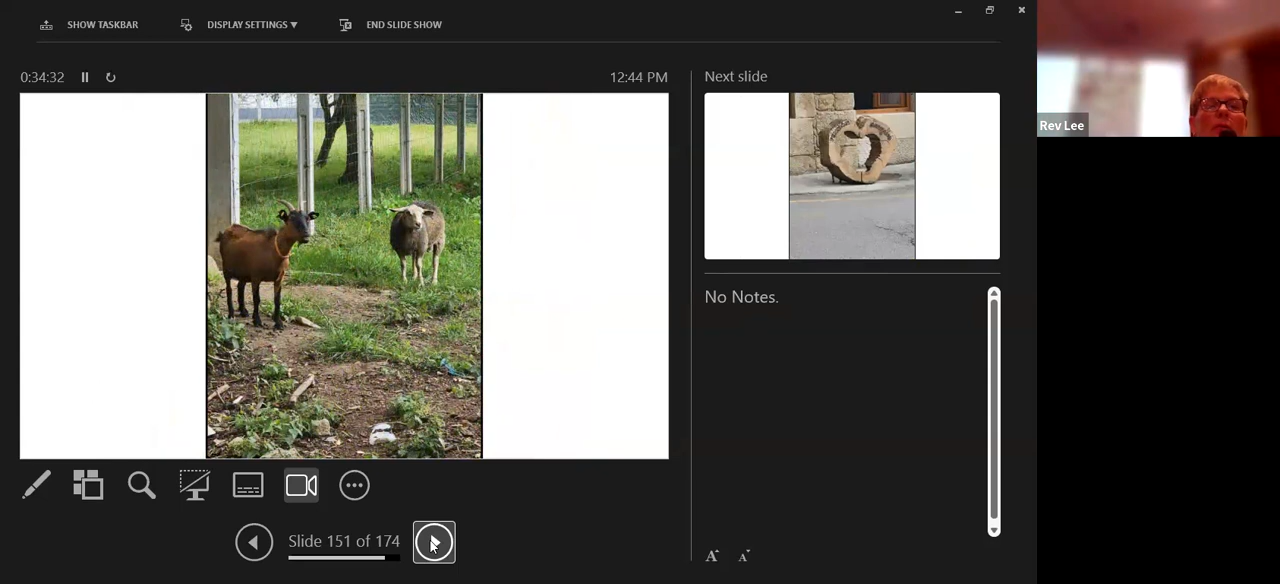 SHOW TASKBAR
DISPLAY SETTINGS ▾
END SLIDE SHOW
0:34:32
12:44 PM
Next slide
Rev Lee
No Notes.
Slide 151 of 174
A A